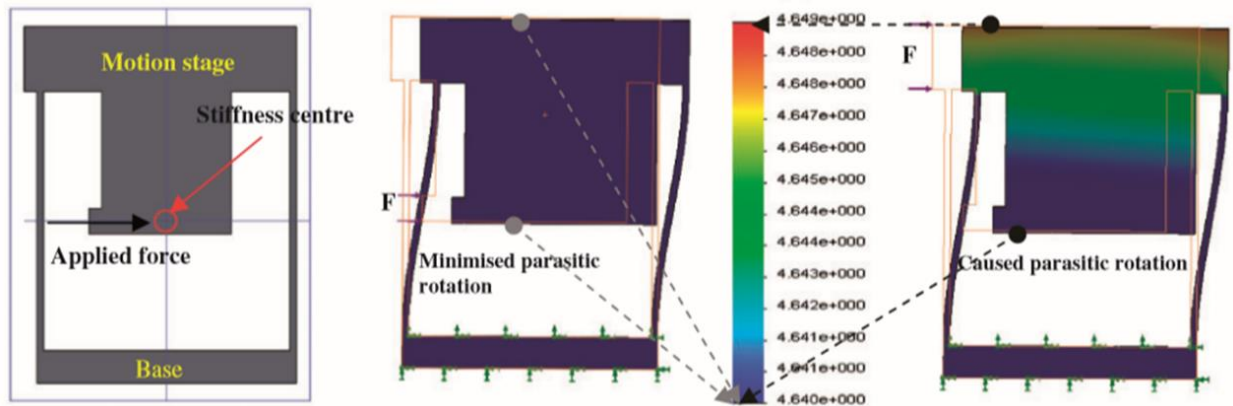 Motion stage
Stiffness centre
Applied force
Base
F
Minimised parasitic
rotation
4.649e+000
4.648e+000
4.648e+000
4.647e+000
4.646e+000
4.645e+000
4.644e+000
4.644e+000
4.643e+000
4.642e+000
4.641e+000
4.641e+000
4.640e+000
F
Caused parasitic rotation